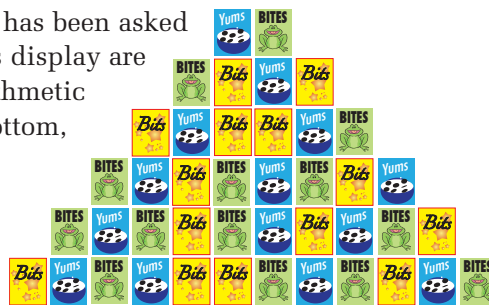 has been asked
s display are
hmetic
ottom,
Yums BITES
BITES Bits Yums Bits
Bits Yums Bits Bits Yums BITES
BITES Yums Bits BITES Yums BITES Bits Yums
BITES Yums BITES Bits BITES Yums Bits Yums BITES Bits
Bits Yums BITES Yums Bits Bits BITES Yums BITES Bits Yums BITES